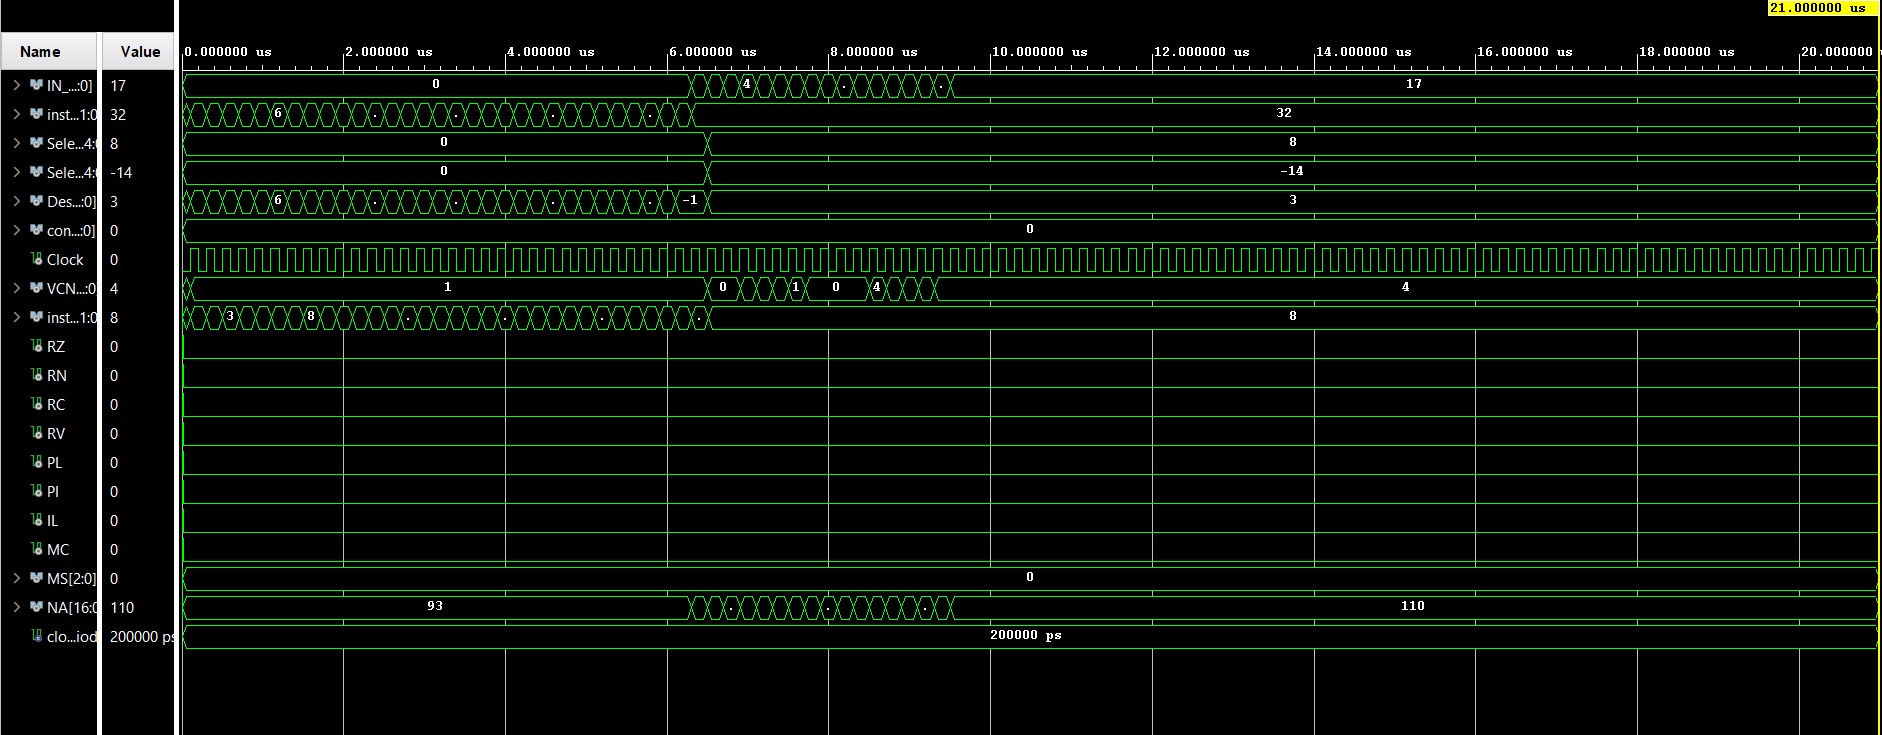 21.000000 us
Name Value 0.000000 us 2.000000 us 4.000000 us 6.000000 us 8.000000 us 10.000000 us 12.000000 us 14.000000 us 16.000000 us 18.000000 us 20.000000
IN_...:0] 17 0 4 . . 17
inst...1:0 32 6 . . . . 32
Sele...4:0 8 0 8
Sele...4:0 -14 0 -14
Des...:0] 3 6 . . . . -1 3
con...:0] 0 0
Clock 0
VCN...:0 4 1 0 1 0 4 4
inst...1:0 8 3 8 . . . . 8
RZ 0
RN 0
RC 0
RV 0
PL 0
PI 0
IL 0
MC 0
MS[2:0] 0 0
NA[16:0 110 93 . . . 110
clo...iod 200000 ps 200000 ps